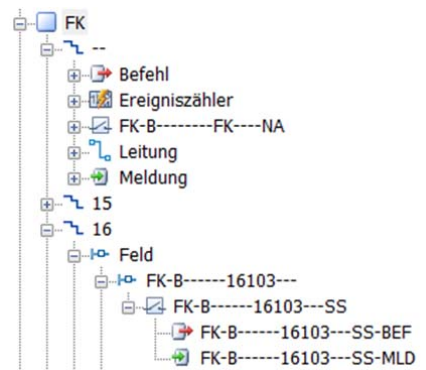 FK
--
Befehl
Ereigniszähler
FK-B--------FK----NA
Leitung
Meldung
15
16
Feld
FK-B------16103---
FK-B------16103---SS
FK-B------16103---SS-BEF
FK-B------16103---SS-MLD